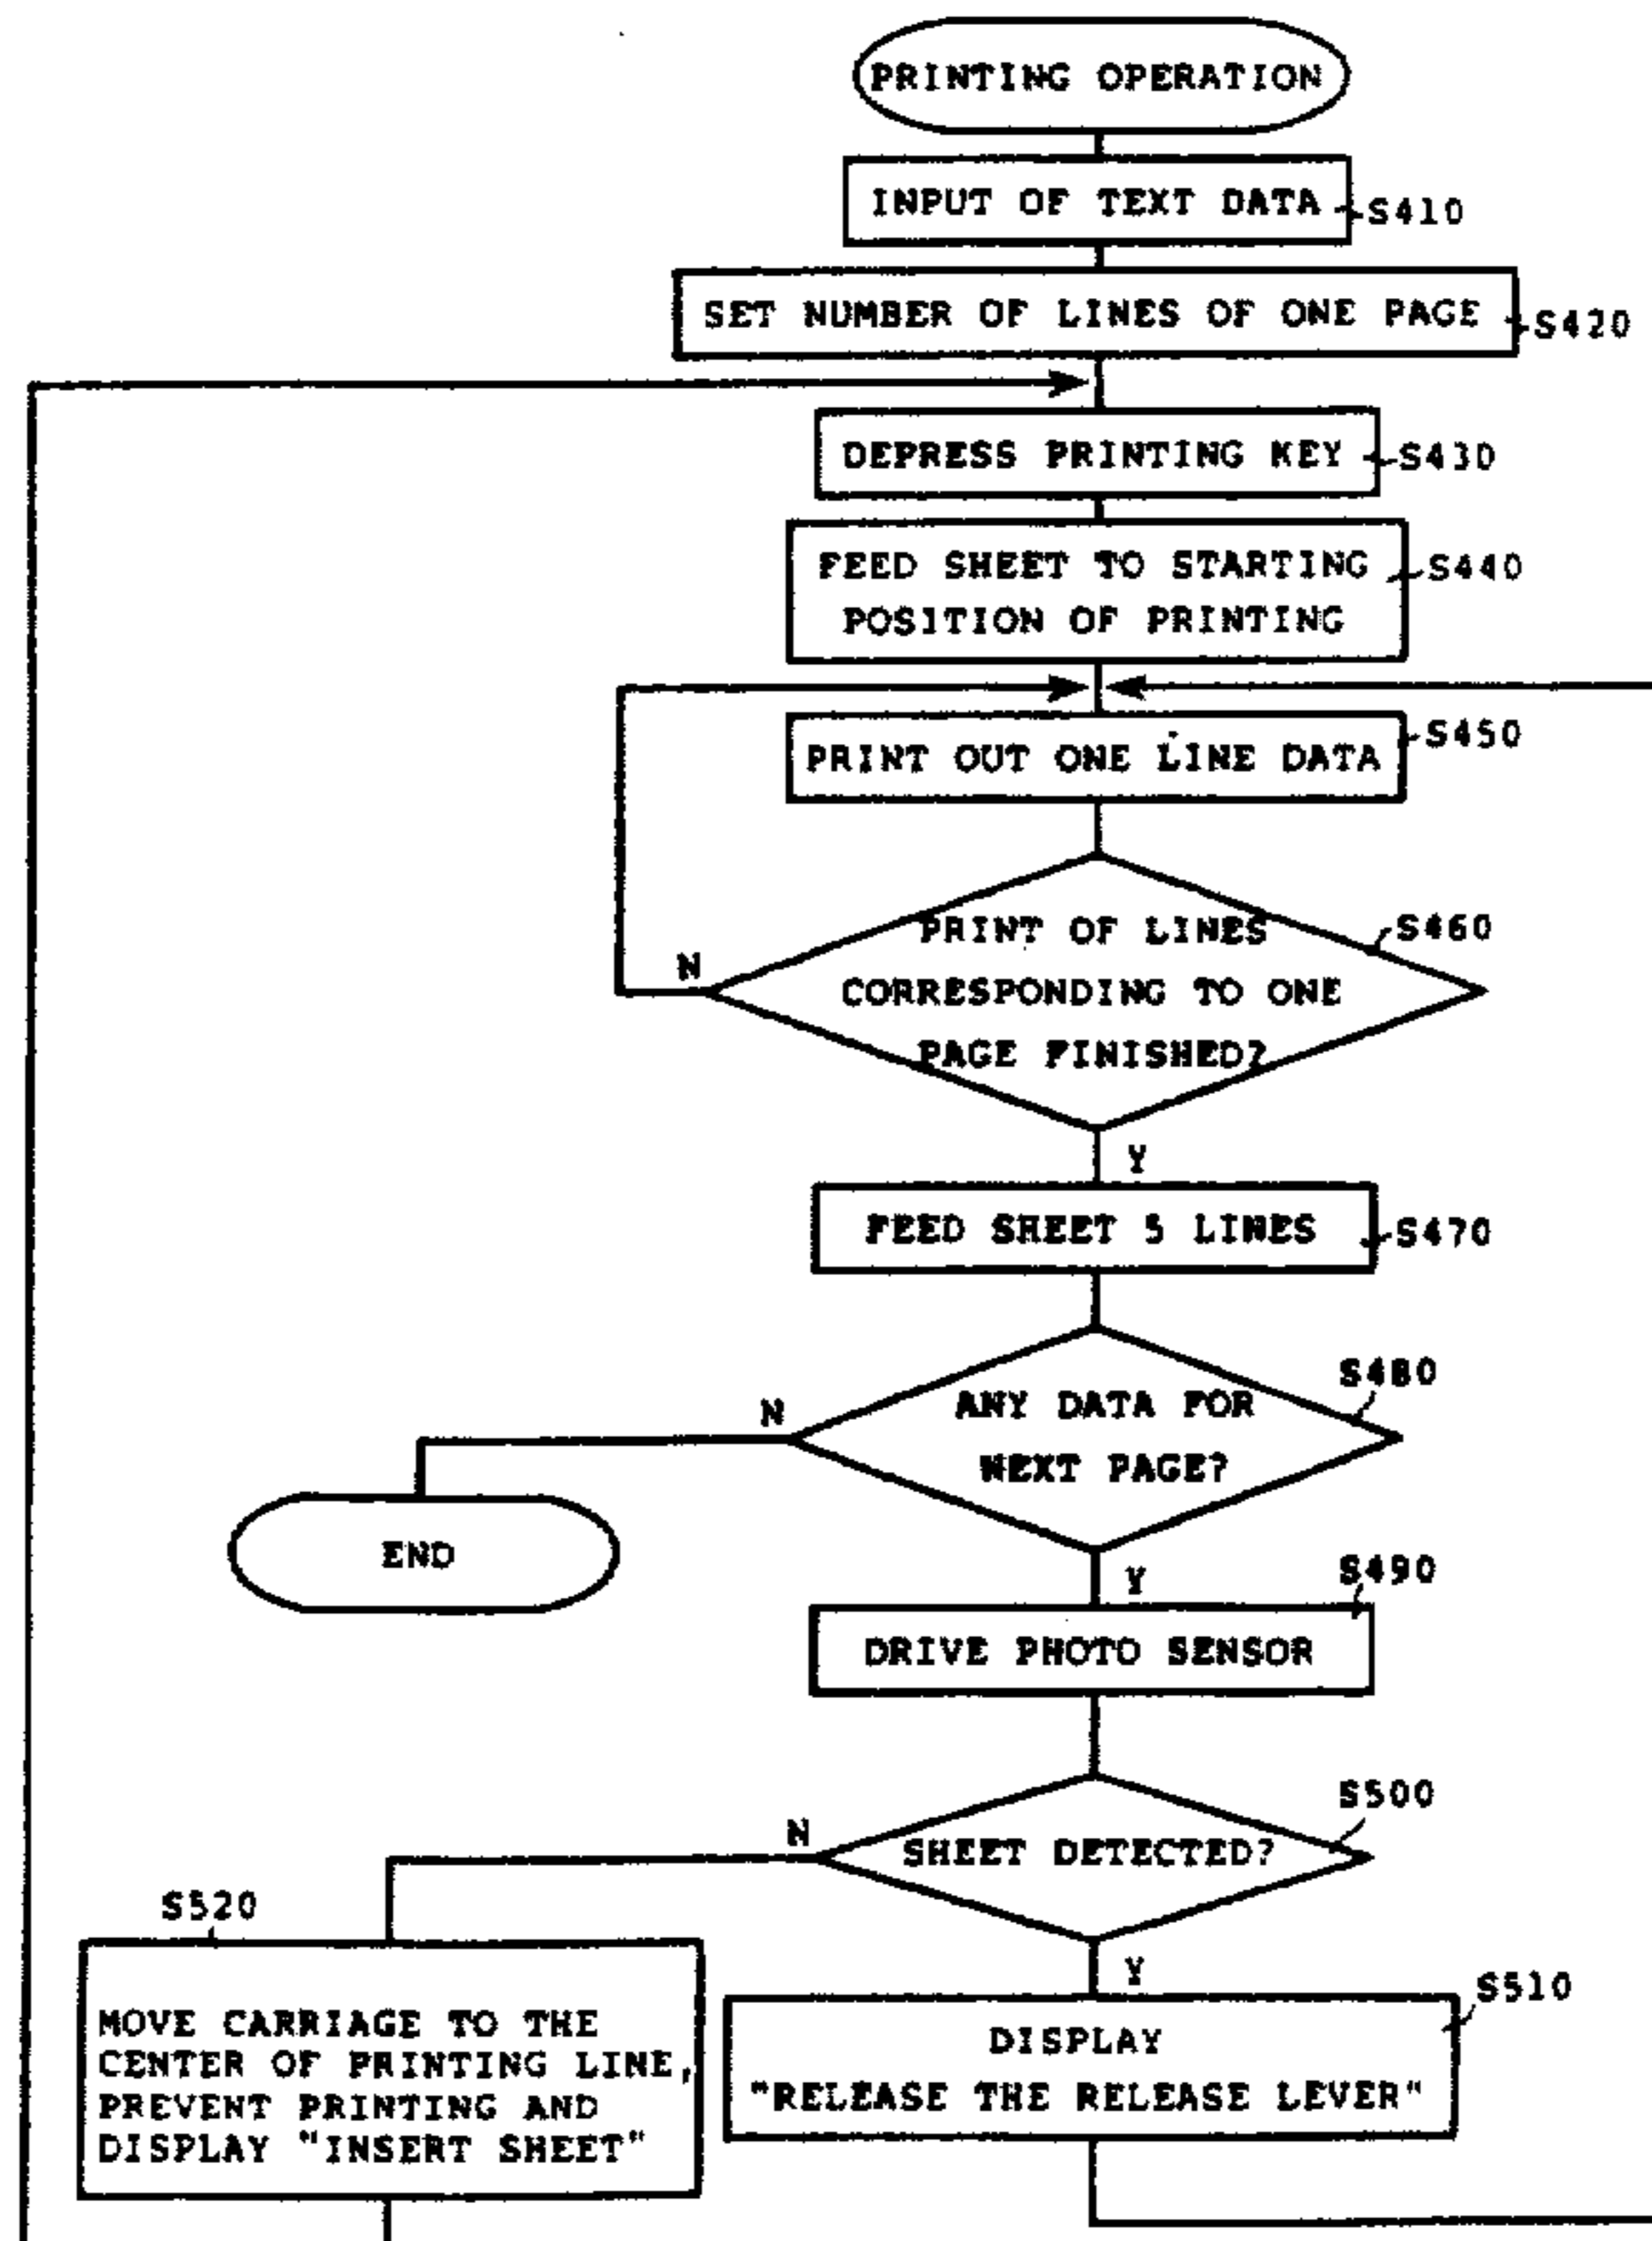 PRINTING OPERATION
INPUT OF TEXT DATA
S410
SET NUMBER OF LINES OF ONE PAGE
S420
DEPRESS PRINTING KEY
S430
FEED SHEET TO STARTING
POSITION OF PRINTING
S440
PRINT OUT ONE LINE DATA
S450
PRINT OF LINES
CORRESPONDING TO ONE
PAGE FINISHED?
S460
N
Y
FEED SHEET 5 LINES
S470
ANY DATA FOR
NEXT PAGE?
S480
N
END
Y
S490
DRIVE PHOTO SENSOR
S500
SHEET DETECTED?
N
S520
MOVE CARRIAGE TO THE
CENTER OF PRINTING LINE,
PREVENT PRINTING AND
DISPLAY "INSERT SHEET"
Y
S510
DISPLAY
"RELEASE THE RELEASE LEVER"